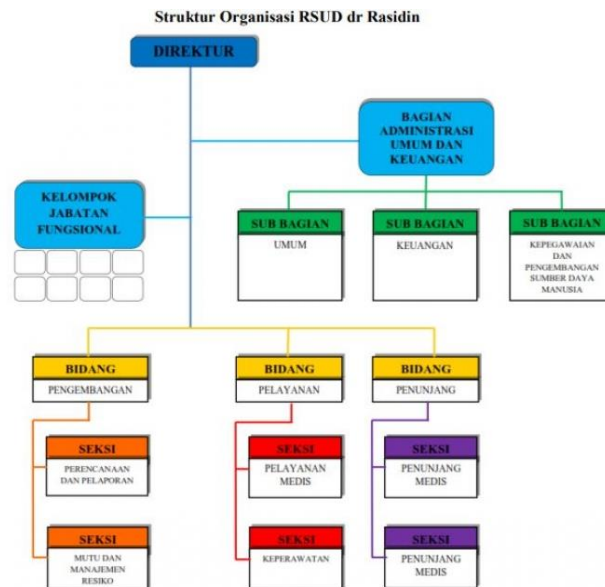 Struktur Organisasi RSUD dr Rasidin
DIREKTUR
BAGIAN
ADMINISTRASI
UMUM DAN
KEUANGAN
KELOMPOK
JABATAN
FUNGSIONAL
SUB BAGIAN
UMUM
SUB BAGIAN
KEUANGAN
SUB BAGIAN
KEPEGAWAIAN
DAN
PENGEMBANGAN
SUMBER DAYA
MANUSIA
BIDANG
PENGEMBANGAN
BIDANG
PELAYANAN
BIDANG
PENUNJANG
SEKSI
PERENCANAAN
DAN PELAPORAN
SEKSI
PELAYANAN
MEDIS
SEKSI
PENUNJANG
MEDIS
SEKSI
MUTU DAN
MANAJEMEN
RESIKO
SEKSI
KEPERAWATAN
SEKSI
PENUNJANG
MEDIS